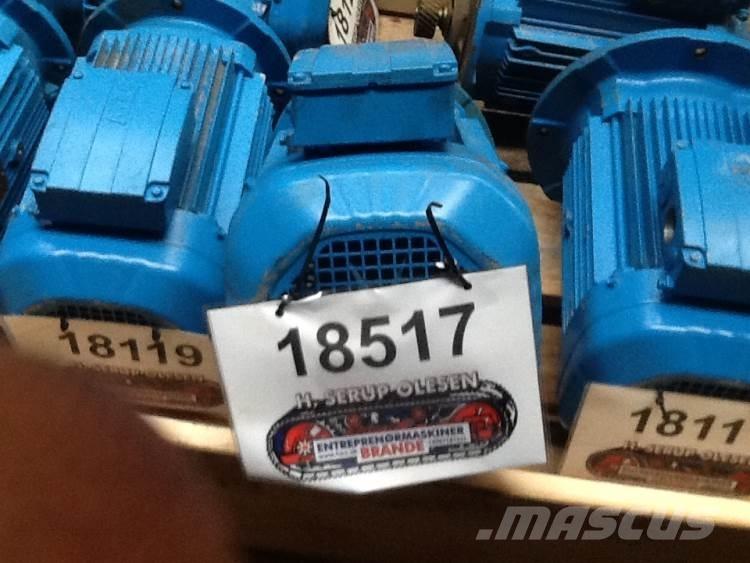 18517
H. SERUP OLESEN
ENTREPRENØRMASKINER
BRANDE
18119
1811
.mascus